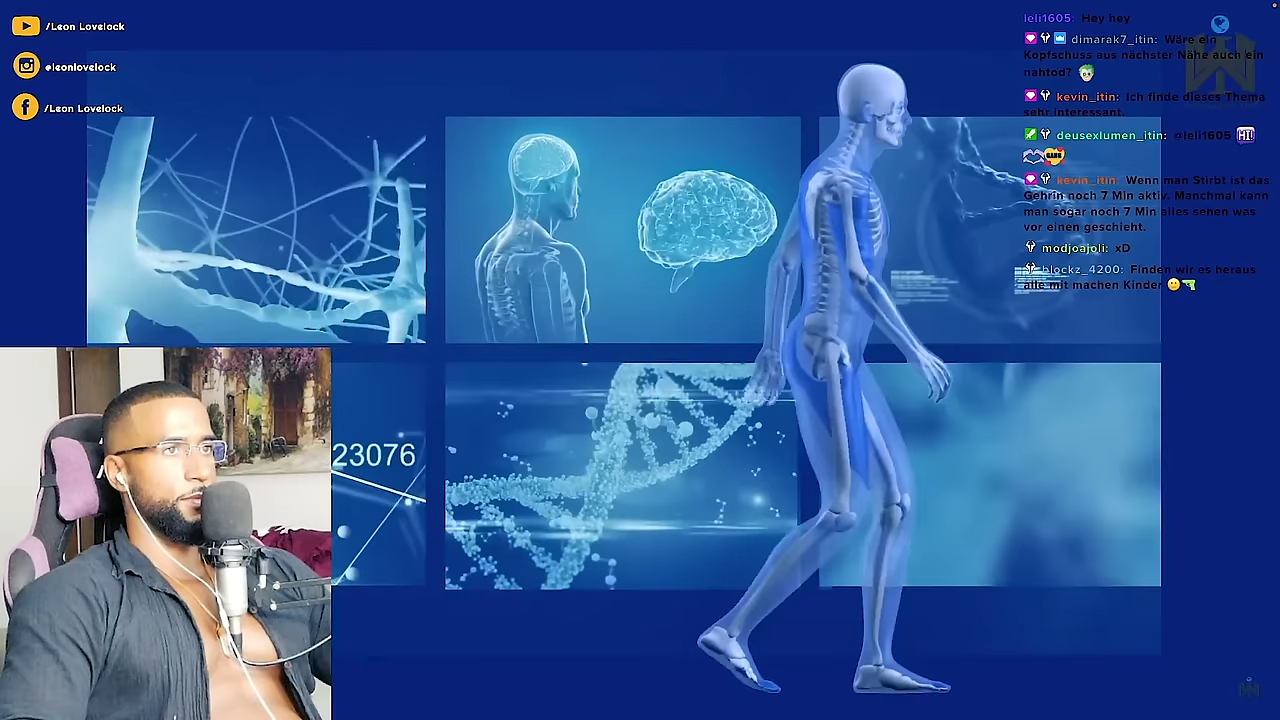 /Leon Lovelock
@leonlovelock
/Leon Lovelock
leli1605: Hey hey
dimarak7_itin: Wäre ein
Kopfschuss aus nächster Nähe auch ein
nahtod?
kevin_itin: Ich finde dieses Thema
sehr interessant.
deusexlumen_itin: @leli1605 HI
GANG
kevin_itin: Wenn man Stirbt ist das
Gehrin noch 7 Min aktiv. Manchmal kann
man sogar noch 7 Min alles sehen was
vor einen geschieht.
modjoajoli: xD
blockz_4200: Finden wir es heraus
alle mit machen Kinder
23076